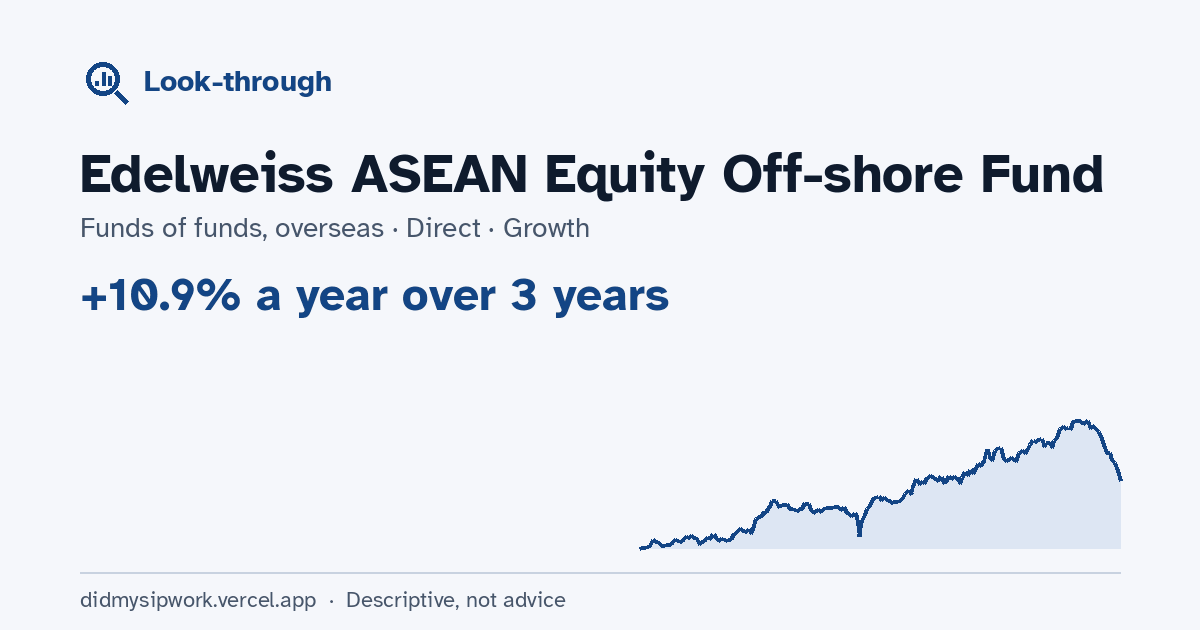 Look-through
Edelweiss ASEAN Equity Off-shore Fund
Funds of funds, overseas · Direct · Growth
+10.9% a year over 3 years
didmysipwork.vercel.app · Descriptive, not advice